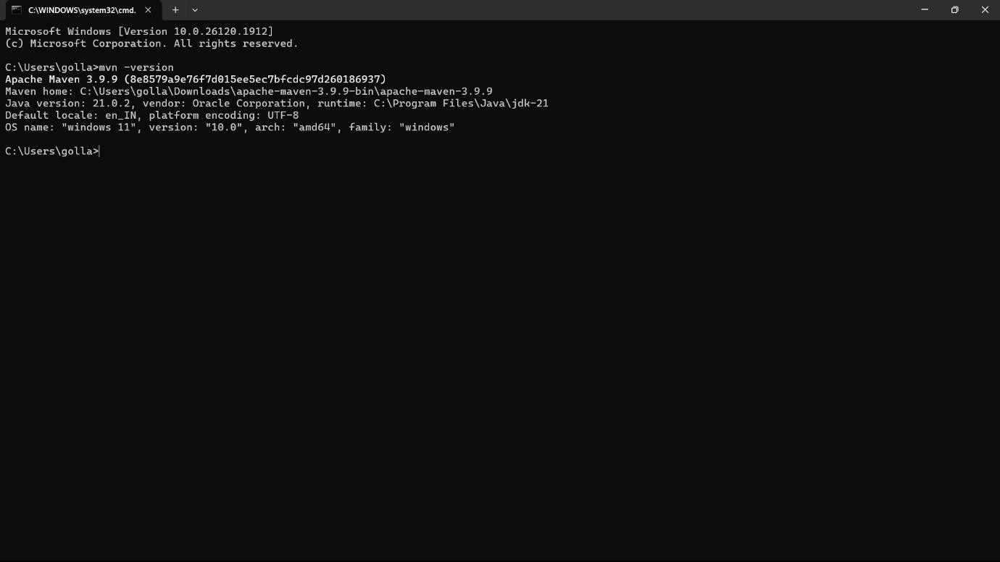 C:\WINDOWS\system32\cmd.
Microsoft Windows [Version 10.0.26120.1912]
(c) Microsoft Corporation. All rights reserved.
C:\Users\golla>mvn -version
Apache Maven 3.9.9 (8e8579a9e76f7d015ee5ec7bfcdc97d260186937)
Maven home: C:\Users\golla\Downloads\apache-maven-3.9.9-bin\apache-maven-3.9.9
Java version: 21.0.2, vendor: Oracle Corporation, runtime: C:\Program Files\Java\jdk-21
Default locale: en_IN, platform encoding: UTF-8
OS name: "windows 11", version: "10.0", arch: "amd64", family: "windows"
C:\Users\golla>